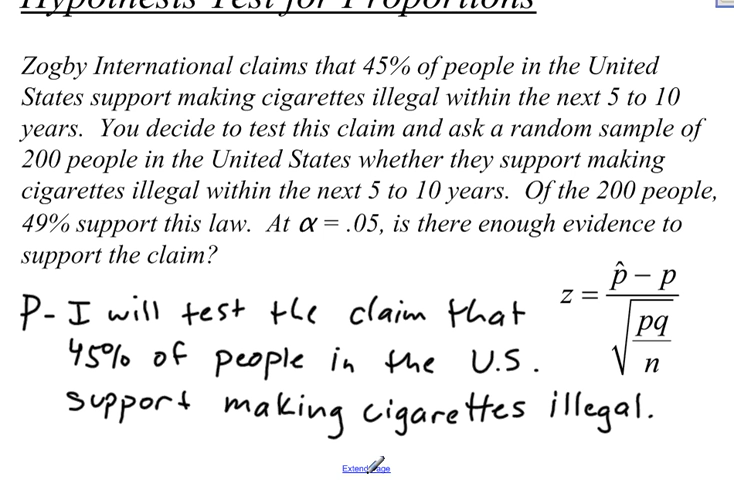 Hypothesis Test for Proportions
Zogby International claims that 45% of people in the United
States support making cigarettes illegal within the next 5 to 10
years.  You decide to test this claim and ask a random sample of
200 people in the United States whether they support making
cigarettes illegal within the next 5 to 10 years.  Of the 200 people,
49% support this law.  At α = .05, is there enough evidence to
support the claim?
z = (p̂ − p) / √(pq/n)
P- I will test the claim that
45% of people in the U.S.
support making cigarettes illegal.
Extend Page